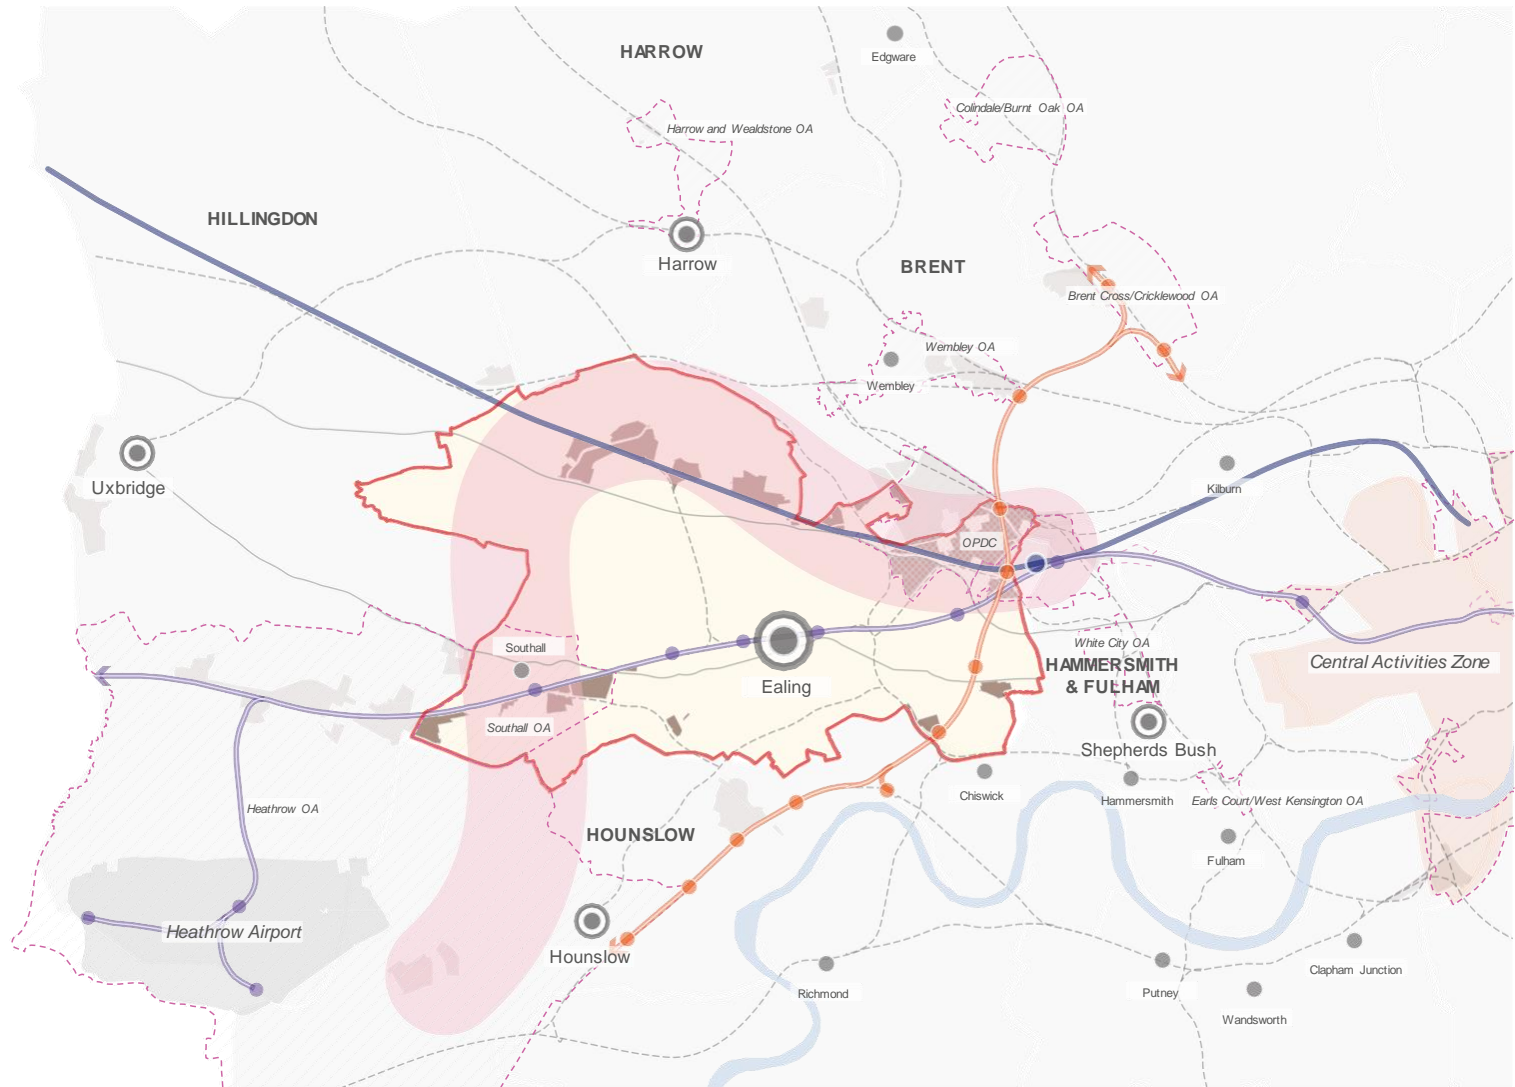 HARROW
Edgware
Colindale/Burnt Oak OA
Harrow and Wealdstone OA
HILLINGDON
Harrow
BRENT
Brent Cross/Cricklewood OA
Wembley OA
Wembley
Uxbridge
Kilburn
OPDC
Southall
White City OA
HAMMERSMITH
& FULHAM
Central Activities Zone
Ealing
Southall OA
Shepherds Bush
Heathrow OA
Chiswick
Hammersmith
Earls Court/West Kensington OA
HOUNSLOW
Fulham
Heathrow Airport
Hounslow
Richmond
Putney
Clapham Junction
Wandsworth